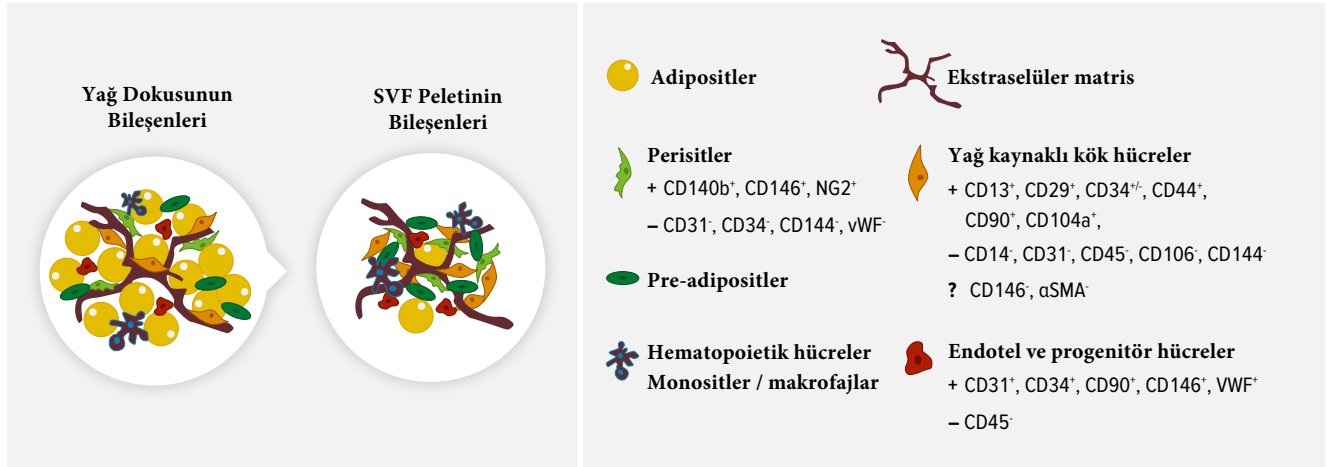 Yağ Dokusunun
Bileşenleri
SVF Peletinin
Bileşenleri
Adipositler
Ekstraselüler matris
Perisitler
+ CD140b⁺, CD146⁺, NG2⁺
– CD31⁻, CD34⁻, CD144⁻, vWF⁻
Yağ kaynaklı kök hücreler
+ CD13⁺, CD29⁺, CD34⁺/⁻, CD44⁺,
CD90⁺, CD104a⁺,
– CD14⁻, CD31⁻, CD45⁻, CD106⁻, CD144⁻
? CD146⁻, αSMA⁻
Pre-adipositler
Hematopoietik hücreler
Monositler / makrofajlar
Endotel ve progenitör hücreler
+ CD31⁺, CD34⁺, CD90⁺, CD146⁺, VWF⁺
– CD45⁻